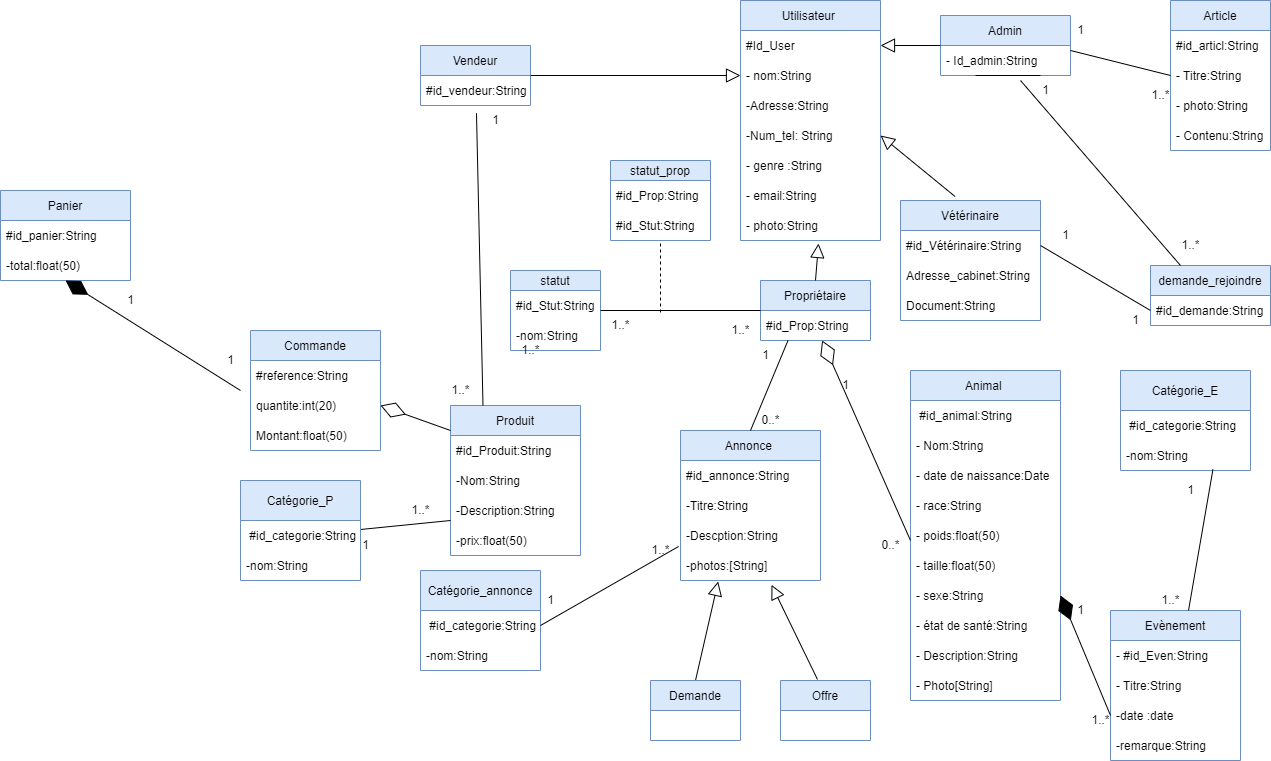 Utilisateur
#Id_User
- nom:String
-Adresse:String
-Num_tel: String
- genre :String
- email:String
- photo:String
Admin
- Id_admin:String
1
1
Article
#id_articl:String
- Titre:String
- photo:String
- Contenu:String
1..*
Vendeur
#id_vendeur:String
1
statut_prop
#id_Prop:String
#id_Stut:String
Vétérinaire
#id_Vétérinaire:String
Adresse_cabinet:String
Document:String
1
1..*
demande_rejoindre
#id_demande:String
1
Panier
#id_panier:String
-total:float(50)
1
statut
#id_Stut:String
-nom:String
1..*
1..*
1..*
Propriétaire
#id_Prop:String
1
1
0..*
0..*
Commande
#reference:String
quantite:int(20)
Montant:float(50)
1
1..*
Produit
#id_Produit:String
-Nom:String
-Description:String
-prix:float(50)
Catégorie_P
#id_categorie:String
-nom:String
1..*
1
Annonce
#id_annonce:String
-Titre:String
-Descption:String
-photos:[String]
1..*
Catégorie_annonce
#id_categorie:String
-nom:String
1
Demande
Offre
Animal
#id_animal:String
- Nom:String
- date de naissance:Date
- race:String
- poids:float(50)
- taille:float(50)
- sexe:String
- état de santé:String
- Description:String
- Photo[String]
1
1..*
Catégorie_E
#id_categorie:String
-nom:String
1
1..*
Evènement
- #id_Even:String
- Titre:String
-date :date
-remarque:String